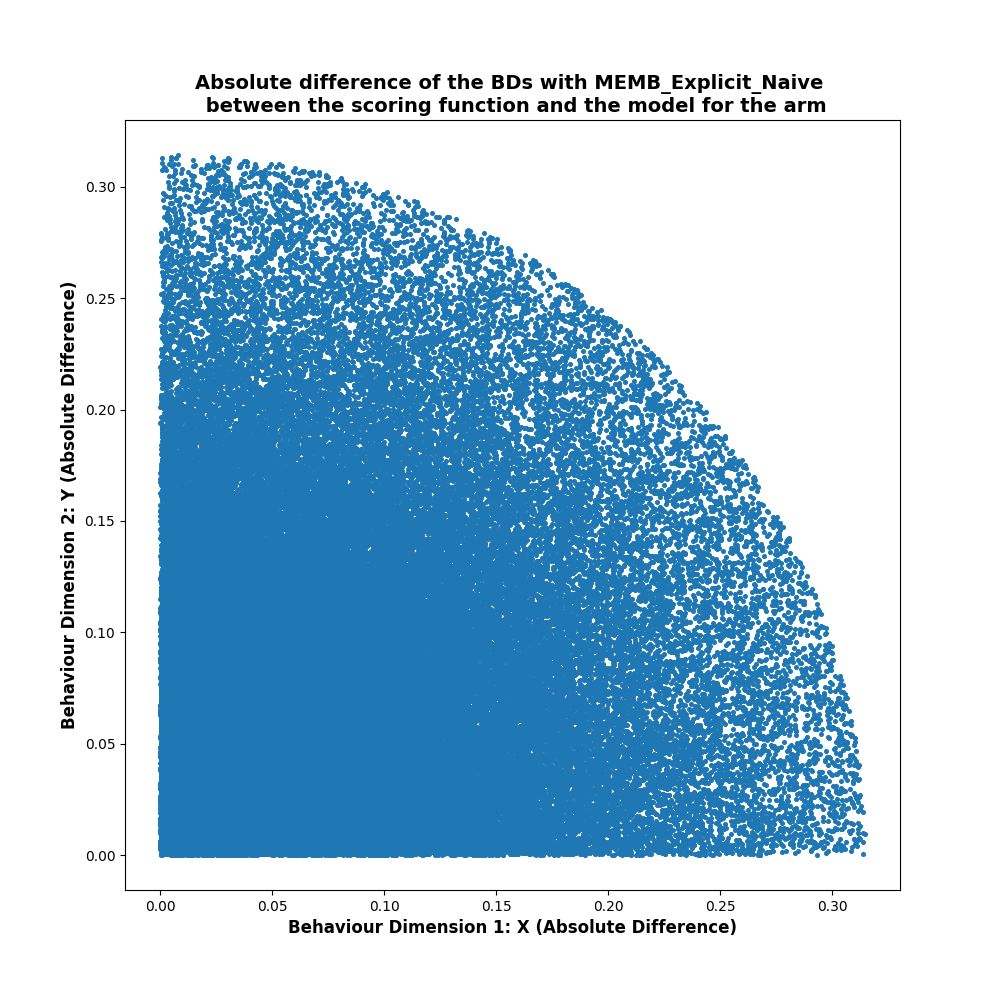 Absolute difference of the BDs with MEMB_Explicit_Naive
between the scoring function and the model for the arm
Behaviour Dimension 2: Y (Absolute Difference)
0.30
0.25
0.20
0.15
0.10
0.05
0.00
0.00 0.05 0.10 0.15 0.20 0.25 0.30
Behaviour Dimension 1: X (Absolute Difference)